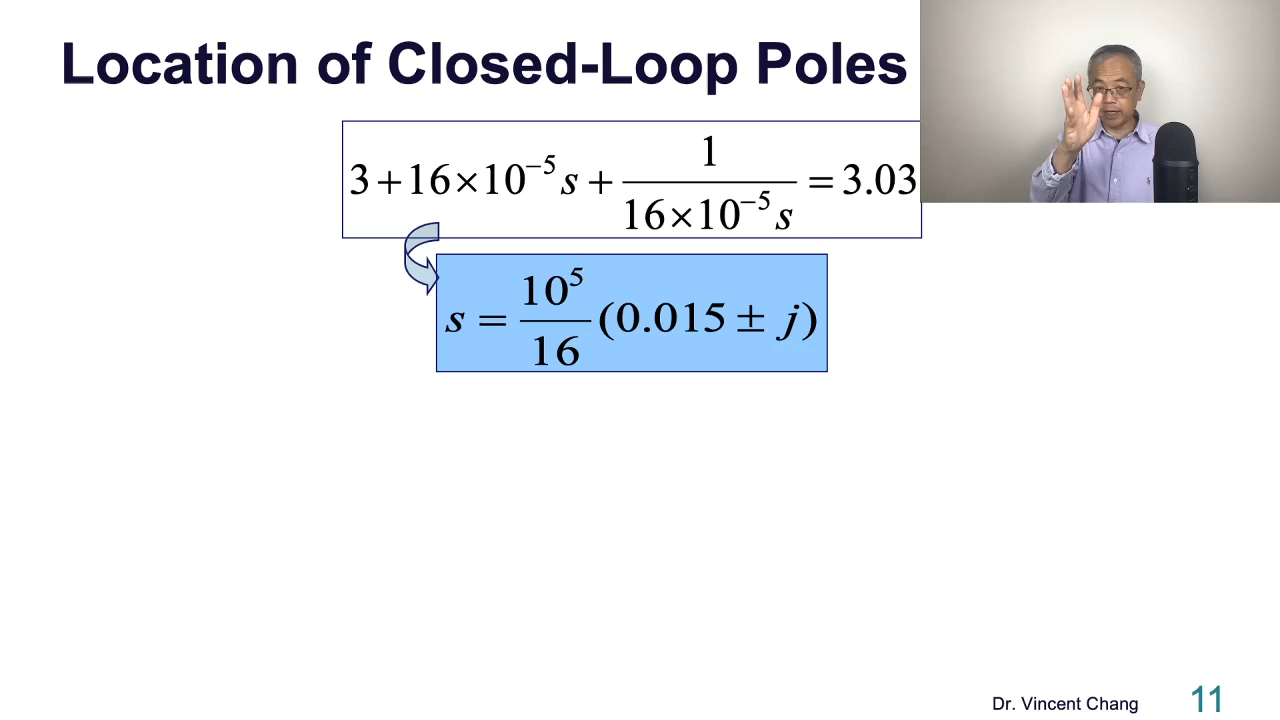 Location of Closed-Loop Poles
3 + 16 × 10⁻⁵ s + 1 / (16 × 10⁻⁵ s) = 3.03
s = 10⁵ / 16 (0.015 ± j)
Dr. Vincent Chang 11